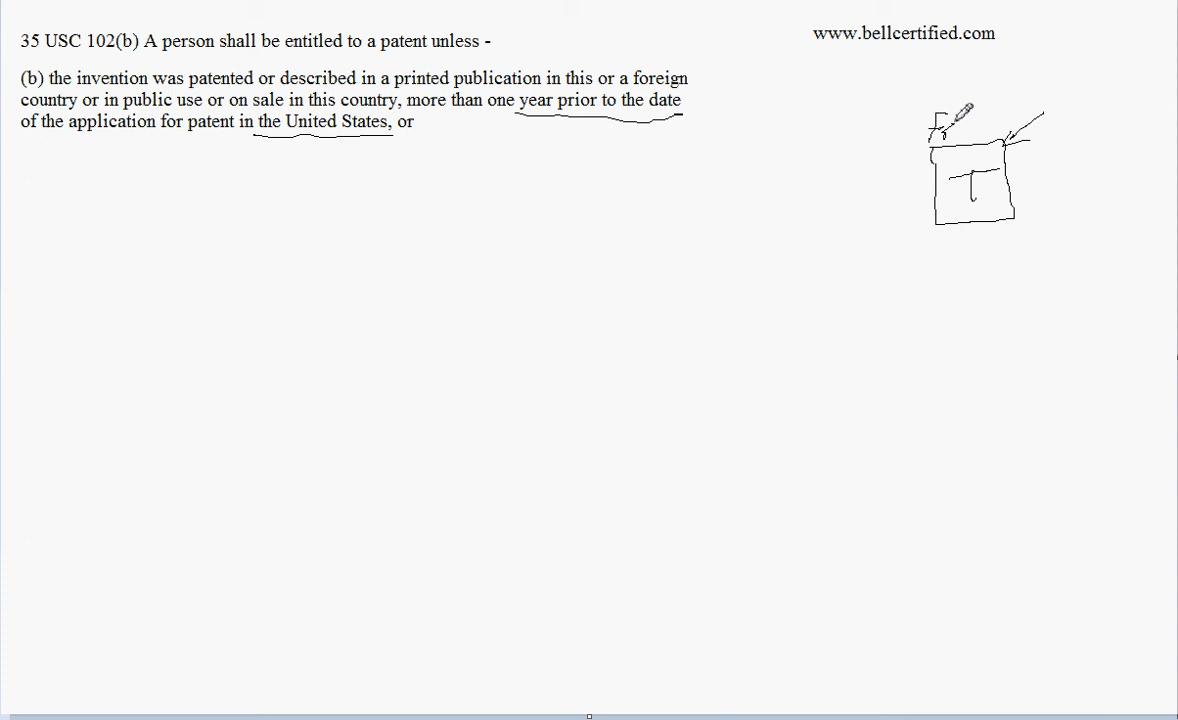 35 USC 102(b) A person shall be entitled to a patent unless -
www.bellcertified.com
(b) the invention was patented or described in a printed publication in this or a foreign
country or in public use or on sale in this country, more than one year prior to the date
of the application for patent in the United States, or
T